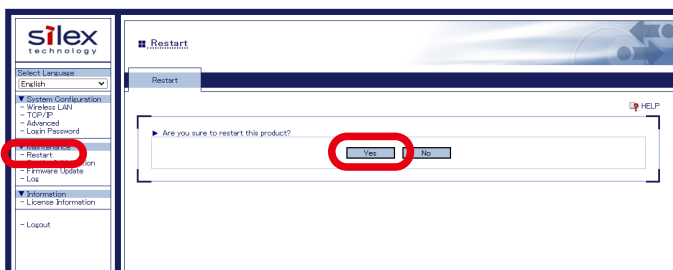 silex
technology
Select Language
English
▼ System Configuration
- Wireless LAN
- TCP/IP
- Advanced
- Login Password
▼ Maintenance
- Restart
- Firmware Update
- Log
▼ Information
- License Information
- Logout
Restart
Restart
HELP
Are you sure to restart this product?
Yes No